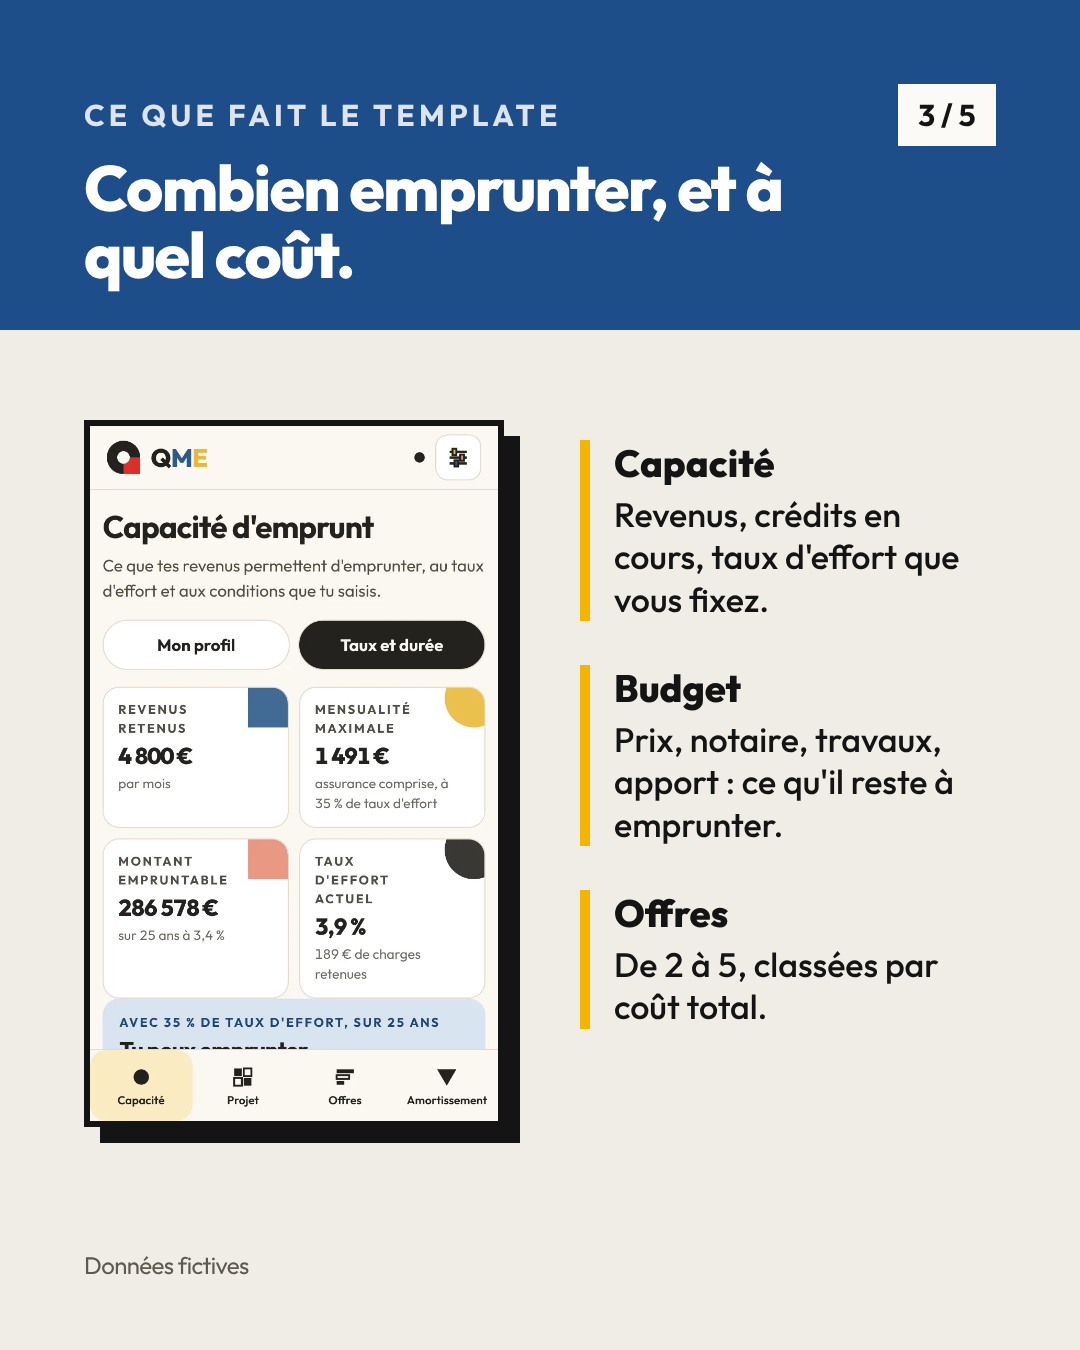 CE QUE FAIT LE TEMPLATE
3 / 5
Combien emprunter, et à
quel coût.
QME
Capacité d'emprunt
Ce que tes revenus permettent d'emprunter, au taux
d'effort et aux conditions que tu saisis.
Mon profil
Taux et durée
REVENUS
RETENUS
4 800 €
par mois
MENSUALITÉ
MAXIMALE
1 491 €
assurance comprise, à
35 % de taux d'effort
MONTANT
EMPRUNTABLE
286 578 €
sur 25 ans à 3,4 %
TAUX
D'EFFORT
ACTUEL
3,9 %
189 € de charges
retenues
AVEC 35 % DE TAUX D'EFFORT, SUR 25 ANS
Tu peux emprunter
Capacité
Projet
Offres
Amortissement
Capacité
Revenus, crédits en
cours, taux d'effort que
vous fixez.
Budget
Prix, notaire, travaux,
apport : ce qu'il reste à
emprunter.
Offres
De 2 à 5, classées par
coût total.
Données fictives